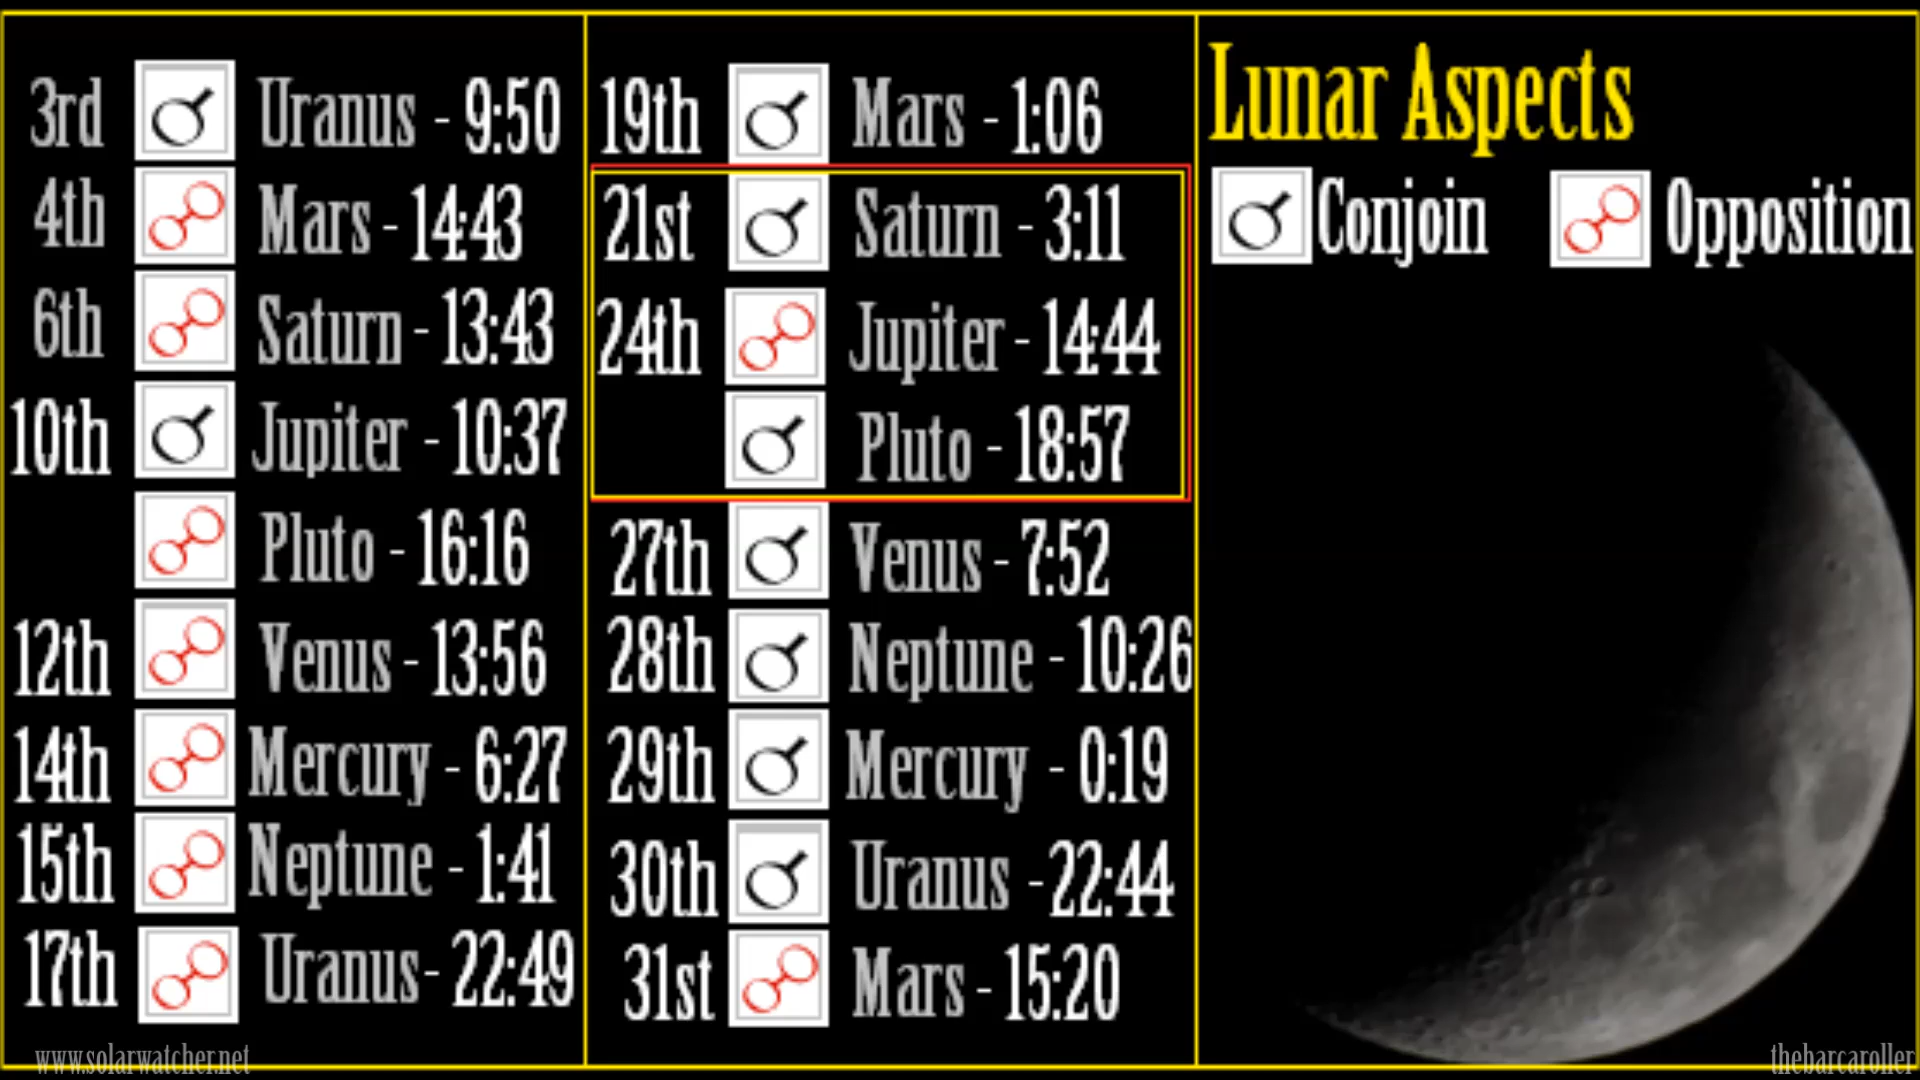 3rd Uranus - 9:50
4th Mars - 14:43
6th Saturn - 13:43
10th Jupiter - 10:37
Pluto - 16:16
12th Venus - 13:56
14th Mercury - 6:27
15th Neptune - 1:41
17th Uranus- 22:49
www.solarwatcher.net
19th Mars - 1:06
21st Saturn - 3:11
24th Jupiter - 14:44
Pluto - 18:57
27th Venus - 7:52
28th Neptune - 10:26
29th Mercury - 0:19
30th Uranus -22:44
31st Mars - 15:20
Lunar Aspects
Conjoin Opposition
thebarcaroller